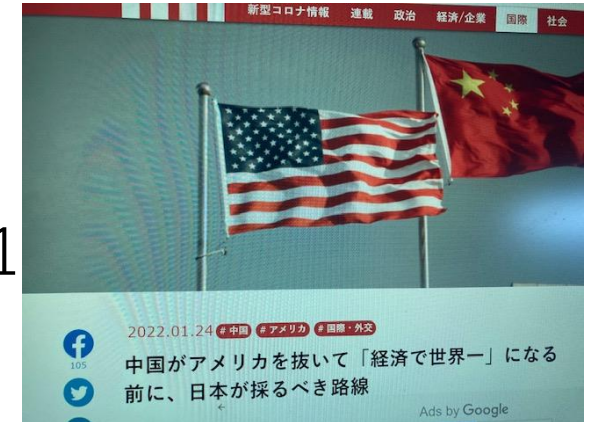 新型コロナ情報 連載 政治 経済/企業 国際 社会
1
105
2022.01.24 #中国 #アメリカ #国際・外交
中国がアメリカを抜いて「経済で世界一」になる
前に、日本が採るべき路線
Ads by Google